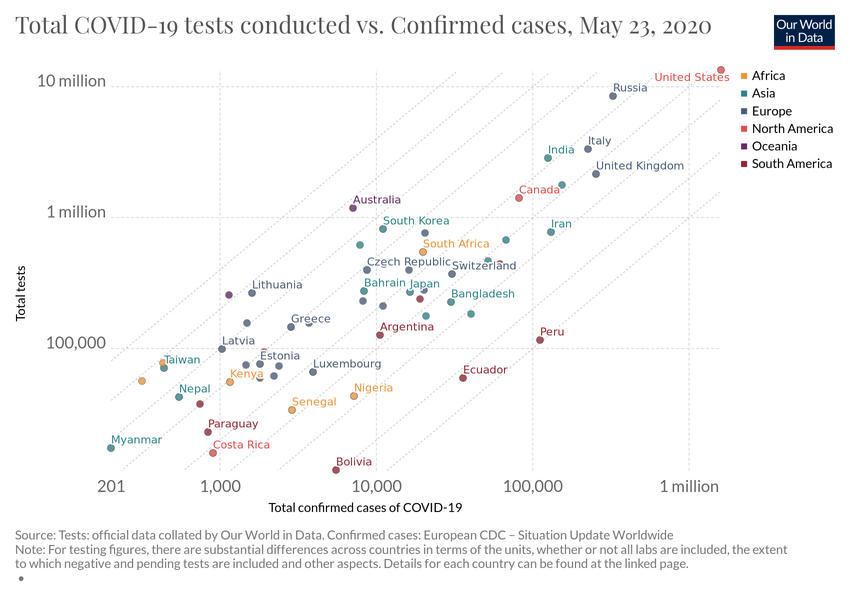 Total COVID-19 tests conducted vs. Confirmed cases, May 23, 2020
Our World
in Data
Africa
Asia
Europe
North America
Oceania
South America
Total tests
10 million
1 million
100,000
United States
Russia
Italy
India
United Kingdom
Canada
Australia
South Korea
Iran
South Africa
Czech Republic
Switzerland
Lithuania
Bahrain
Japan
Bangladesh
Greece
Argentina
Peru
Latvia
Estonia
Taiwan
Luxembourg
Kenya
Ecuador
Nepal
Nigeria
Senegal
Paraguay
Myanmar
Costa Rica
Bolivia
201
1,000
10,000
100,000
1 million
Total confirmed cases of COVID-19
Source: Tests: official data collated by Our World in Data. Confirmed cases: European CDC – Situation Update Worldwide
Note: For testing figures, there are substantial differences across countries in terms of the units, whether or not all labs are included, the extent
to which negative and pending tests are included and other aspects. Details for each country can be found at the linked page.